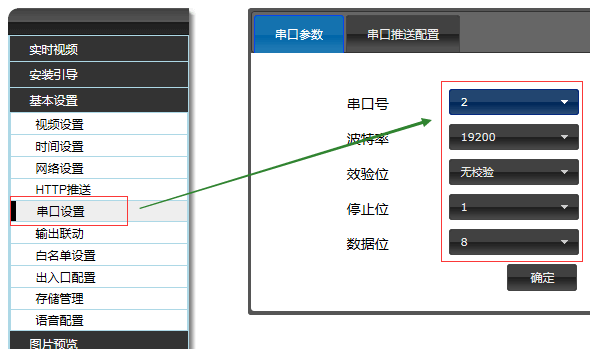 实时视频
安装引导
基本设置
视频设置
时间设置
网络设置
HTTP推送
串口设置
输出联动
白名单设置
出入口配置
存储管理
语音配置
图片预览
串口参数 串口推送配置
串口号 2
波特率 19200
效验位 无校验
停止位 1
数据位 8
确定